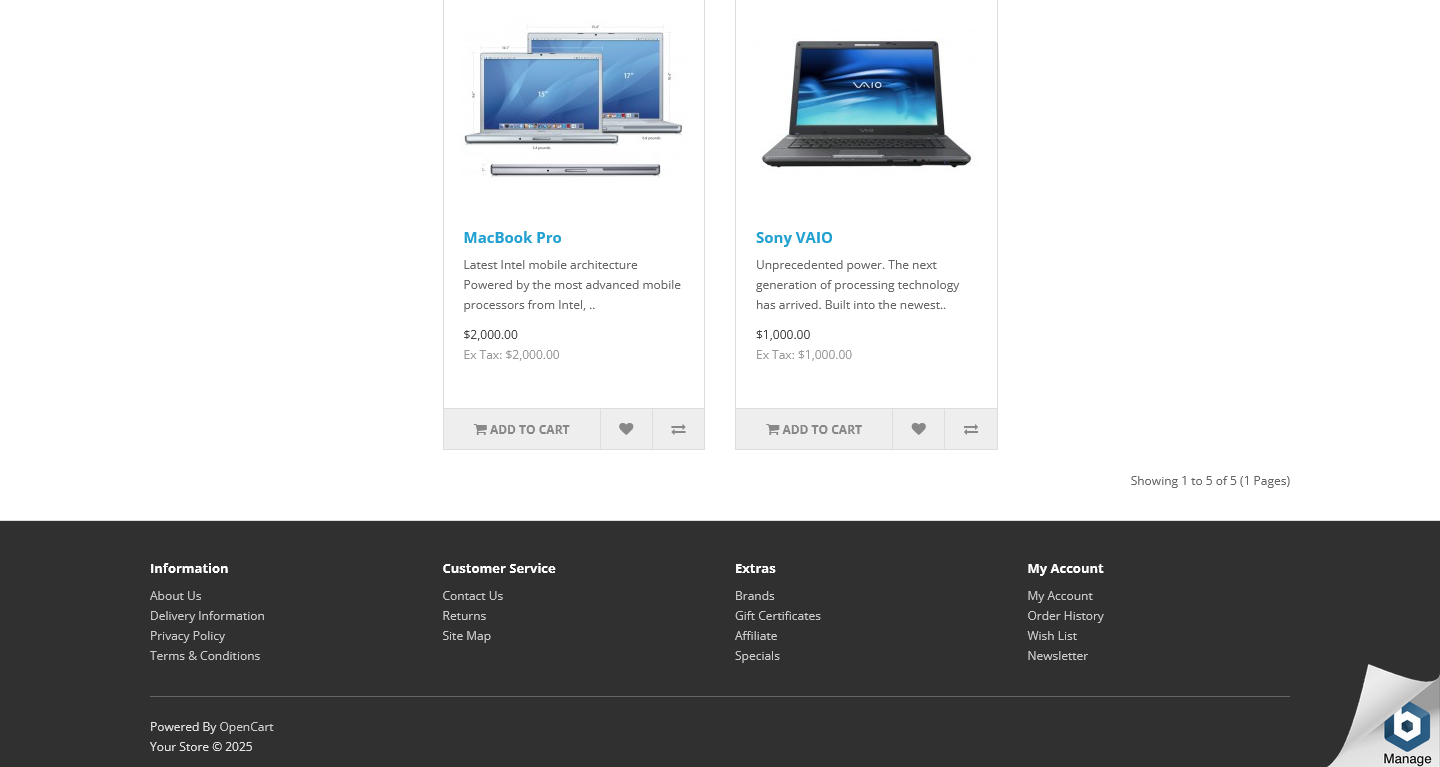 15"
17"
VAIO
MacBook Pro
Latest Intel mobile architecture
Powered by the most advanced mobile
processors from Intel, ..
$2,000.00
Ex Tax: $2,000.00
ADD TO CART
Sony VAIO
Unprecedented power. The next
generation of processing technology
has arrived. Built into the newest..
$1,000.00
Ex Tax: $1,000.00
ADD TO CART
Showing 1 to 5 of 5 (1 Pages)
Information
About Us
Delivery Information
Privacy Policy
Terms & Conditions
Customer Service
Contact Us
Returns
Site Map
Extras
Brands
Gift Certificates
Affiliate
Specials
My Account
My Account
Order History
Wish List
Newsletter
Powered By OpenCart
Your Store © 2025
Manage